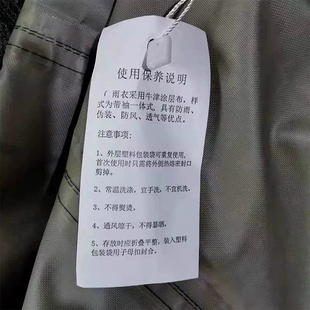 使用保养说明
（雨衣采用牛津涂层布，样
式为带袖一体式，具有防雨、
伪装、防风、透气等优点。
注意事项：
1、外层塑料包装袋可重复使用，
首次使用时只需将外侧热熔密封口
剪掉。
2、常温洗涤，宜手洗，不宜机洗。
3、不得熨烫。
4、通风晾干，不得暴晒。
5、存放时应折叠平整，装入塑料
包装袋用子母扣封合。